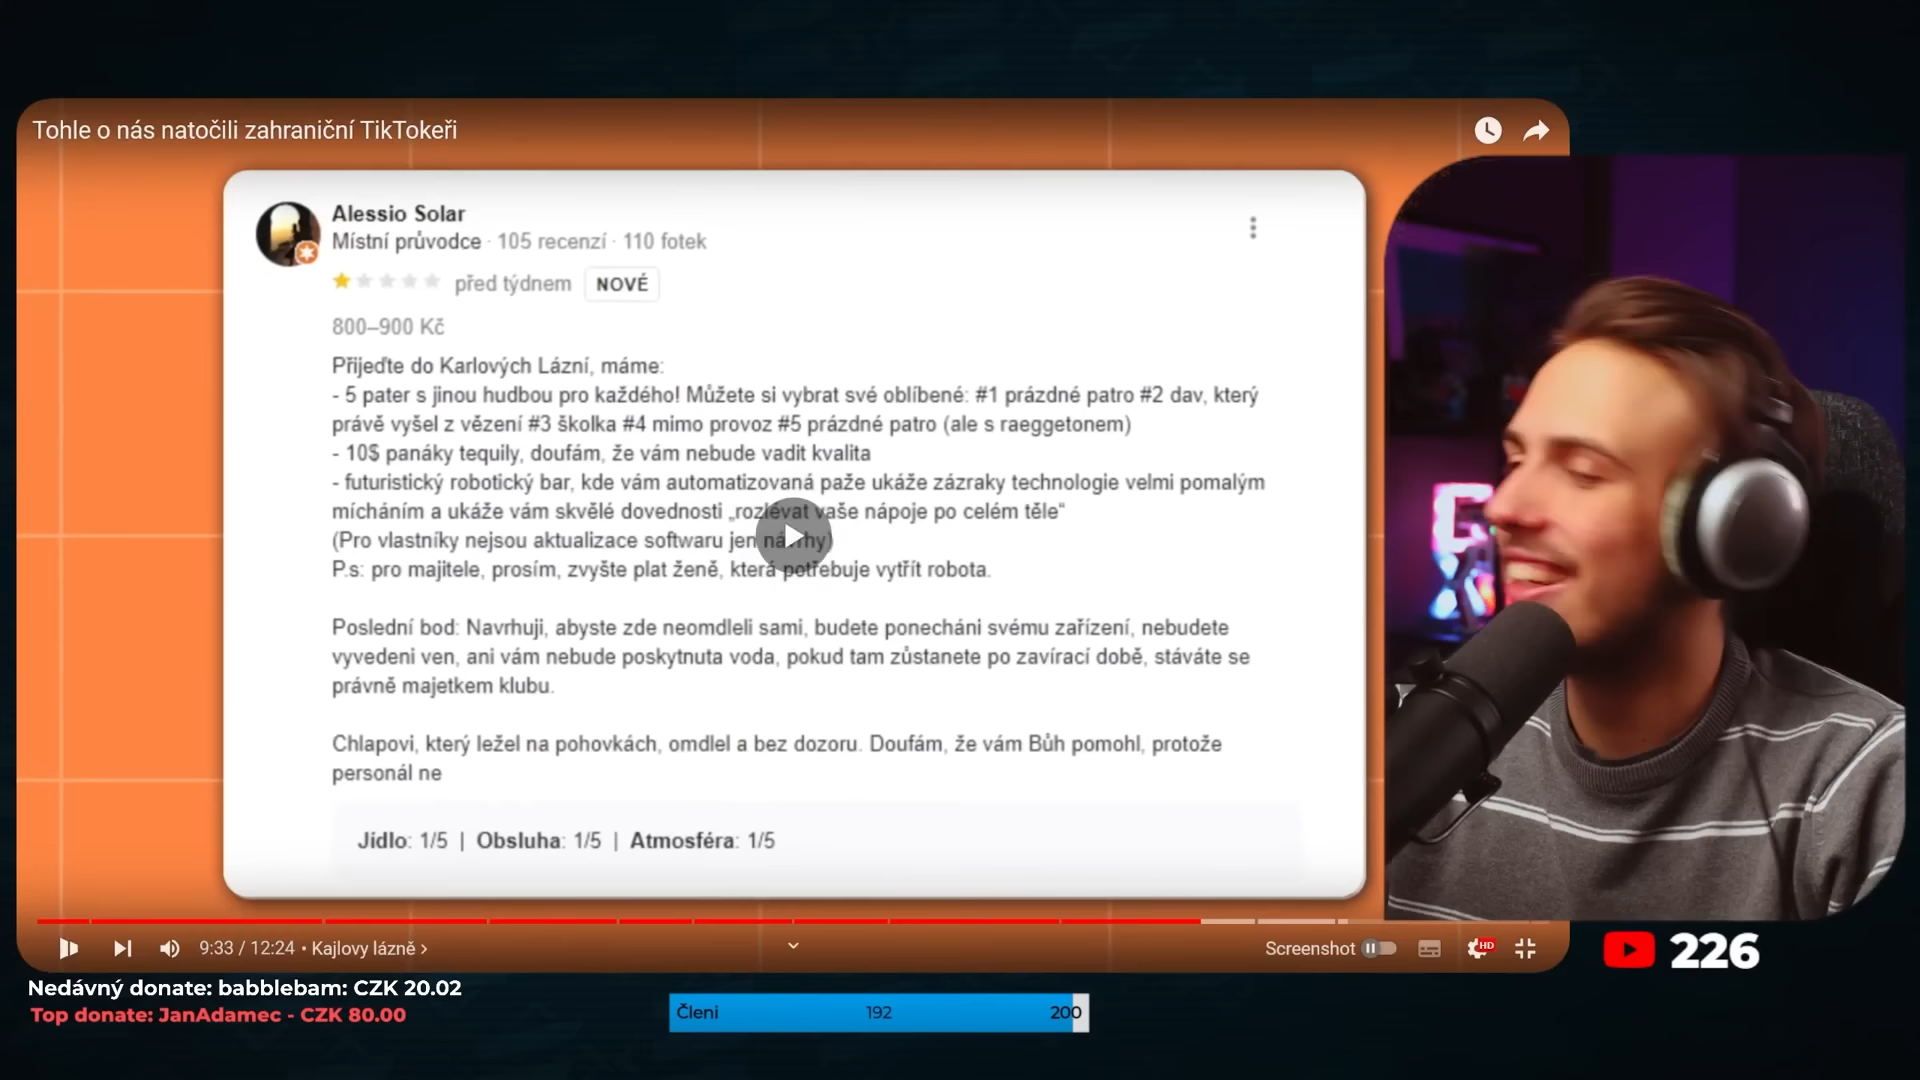 Tohle o nás natočili zahraniční TikTokeři
Alessio Solar
Místní průvodce · 105 recenzí · 110 fotek
před týdnem NOVÉ
800–900 Kč
Přijeďte do Karlových Lázní, máme:
- 5 pater s jinou hudbou pro každého! Můžete si vybrat své oblíbené: #1 prázdné patro #2 dav, který
právě vyšel z vězení #3 školka #4 mimo provoz #5 prázdné patro (ale s raeggetonem)
- 10$ panáky tequily, doufám, že vám nebude vadit kvalita
- futuristický robotický bar, kde vám automatizovaná paže ukáže zázraky technologie velmi pomalým
mícháním a ukáže vám skvělé dovednosti „rozlévat vaše nápoje po celém těle“
(Pro vlastníky nejsou aktualizace softwaru jen návrhy)
P.s: pro majitele, prosím, zvyšte plat ženě, která potřebuje vytřít robota.
Poslední bod: Navrhuji, abyste zde neomdleli sami, budete ponecháni svému zařízení, nebudete
vyvedeni ven, ani vám nebude poskytnuta voda, pokud tam zůstanete po zavírací době, stáváte se
právně majetkem klubu.
Chlapovi, který ležel na pohovkách, omdlel a bez dozoru. Doufám, že vám Bůh pomohl, protože
personál ne
Jídlo: 1/5 | Obsluha: 1/5 | Atmosféra: 1/5
9:33 / 12:24 • Kajlovy lázně ›
Screenshot
HD
226
Nedávný donate: babblebam: CZK 20.02
Top donate: JanAdamec - CZK 80.00
Členi 192 200